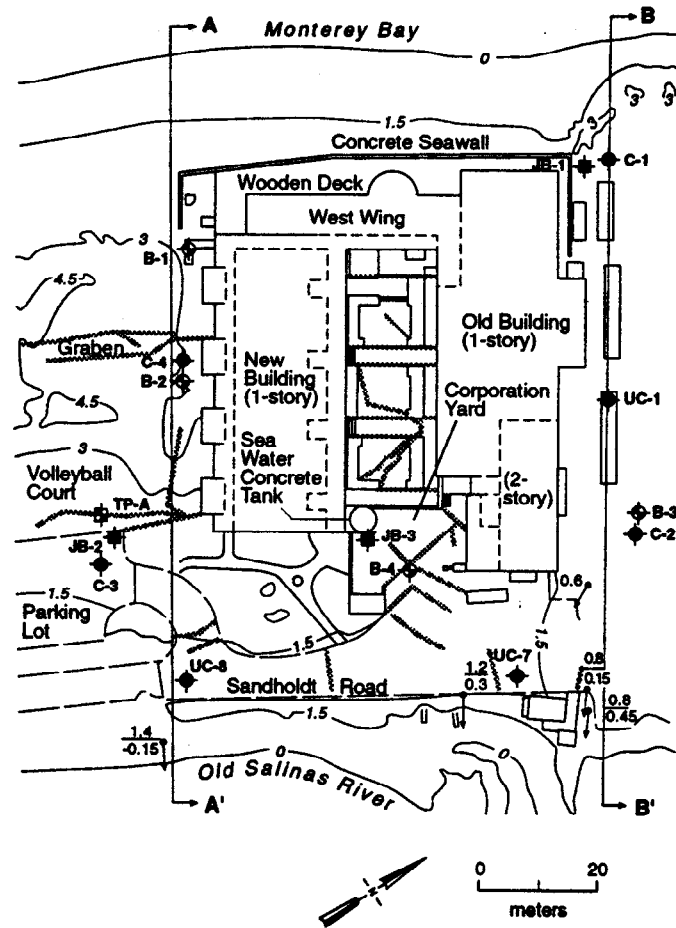 A
B
Monterey Bay
0
3
3
1.5
3
Concrete Seawall
JB-1
C-1
Wooden Deck
West Wing
3
B-1
4.5
Old Building
(1-story)
Graben
C-4
B-2
New
Building
(1-story)
Corporation
Yard
UC-1
4.5
3
Sea
Water
Concrete
Tank
(2-
story)
Volleyball
Court
TP-A
B-3
JB-2
JB-3
C-2
C-3
B-4
0.6
1.5
Parking
Lot
1.5
1.5
UC-8
1.2
0.3
UC-7
0.8
0.15
Sandholdt Road
1.5
0.8
-0.45
1.4
-0.15
0
0
Old Salinas River
A'
B'
0 20
meters